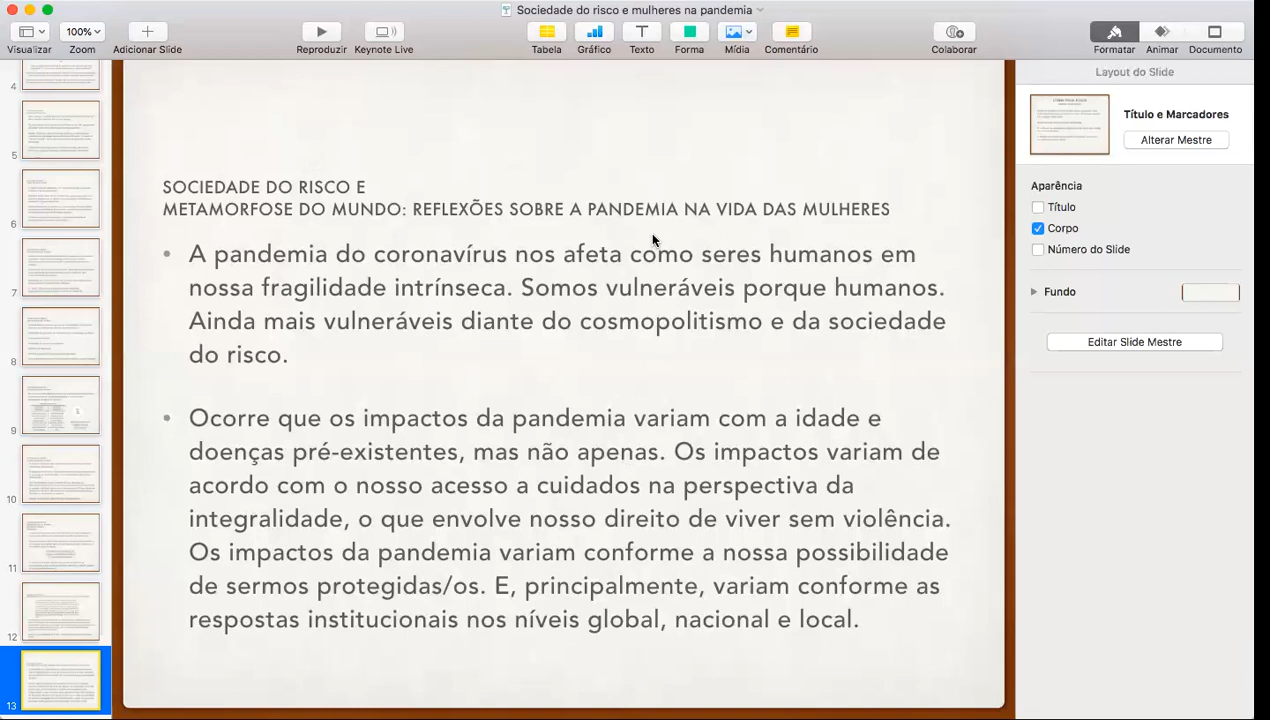 Sociedade do risco e mulheres na pandemia
100%
Visualizar
Zoom
Adicionar Slide
Reproduzir
Keynote Live
Tabela
Gráfico
Texto
Forma
Mídia
Comentário
Colaborar
Formatar
Animar
Documento
4
5
6
7
8
9
10
11
12
13
SOCIEDADE DO RISCO E
METAMORFOSE DO MUNDO: REFLEXÕES SOBRE A PANDEMIA NA VIDA DAS MULHERES
• A pandemia do coronavírus nos afeta como seres humanos em
nossa fragilidade intrínseca. Somos vulneráveis porque humanos.
Ainda mais vulneráveis diante do cosmopolitismo e da sociedade
do risco.
• Ocorre que os impactos da pandemia variam com a idade e
doenças pré-existentes, mas não apenas. Os impactos variam de
acordo com o nosso acesso a cuidados na perspectiva da
integralidade, o que envolve nosso direito de viver sem violência.
Os impactos da pandemia variam conforme a nossa possibilidade
de sermos protegidas/os. E, principalmente, variam conforme as
respostas institucionais nos níveis global, nacional e local.
Layout do Slide
Título e Marcadores
Alterar Mestre
Aparência
Título
Corpo
Número do Slide
Fundo
Editar Slide Mestre